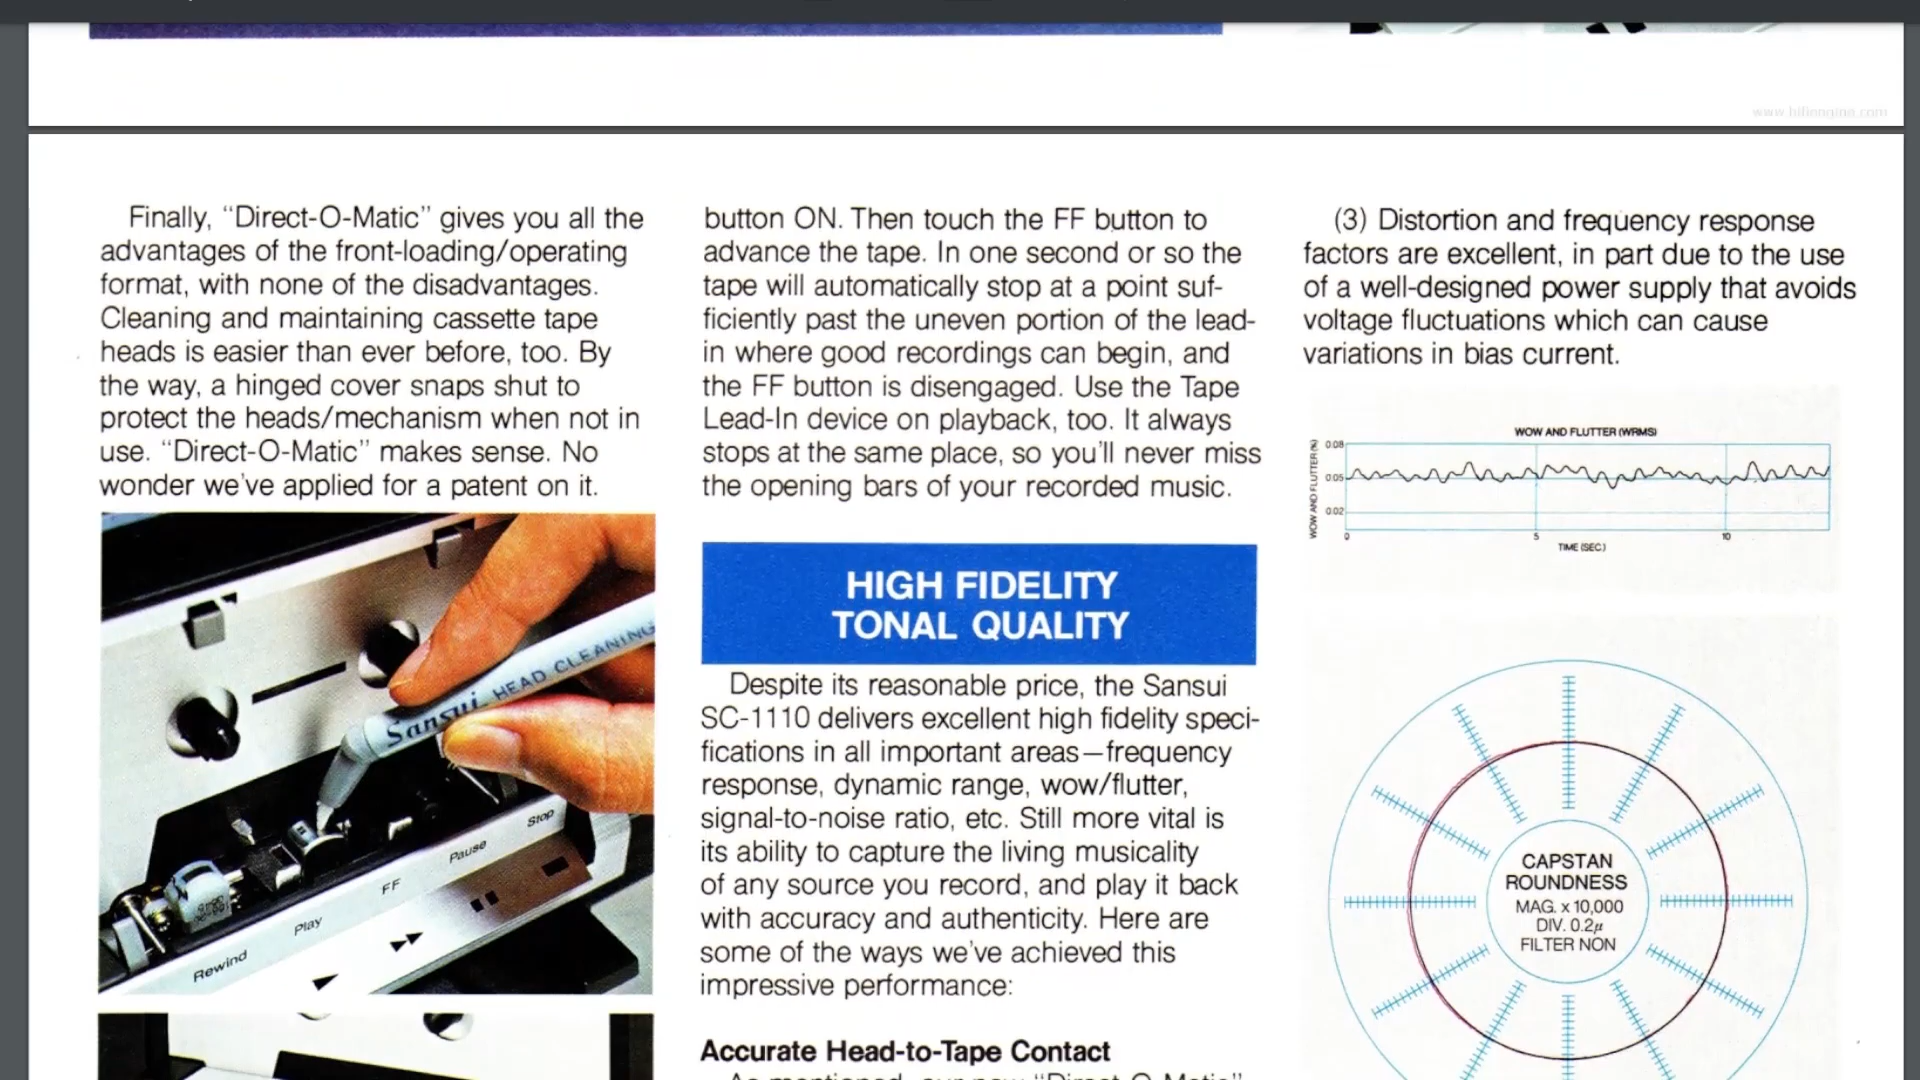 www.hifiengine.com
Finally, “Direct-O-Matic” gives you all the
advantages of the front-loading/operating
format, with none of the disadvantages.
Cleaning and maintaining cassette tape
heads is easier than ever before, too. By
the way, a hinged cover snaps shut to
protect the heads/mechanism when not in
use. “Direct-O-Matic” makes sense. No
wonder we’ve applied for a patent on it.
Sansui HEAD CLEANING
Stop
Pause
FF
Play
Rewind
button ON. Then touch the FF button to
advance the tape. In one second or so the
tape will automatically stop at a point suf-
ficiently past the uneven portion of the lead-
in where good recordings can begin, and
the FF button is disengaged. Use the Tape
Lead-In device on playback, too. It always
stops at the same place, so you’ll never miss
the opening bars of your recorded music.
HIGH FIDELITY
TONAL QUALITY
Despite its reasonable price, the Sansui
SC-1110 delivers excellent high fidelity speci-
fications in all important areas—frequency
response, dynamic range, wow/flutter,
signal-to-noise ratio, etc. Still more vital is
its ability to capture the living musicality
of any source you record, and play it back
with accuracy and authenticity. Here are
some of the ways we’ve achieved this
impressive performance:
Accurate Head-to-Tape Contact
As mentioned, our new “Direct-O-Matic”
(3) Distortion and frequency response
factors are excellent, in part due to the use
of a well-designed power supply that avoids
voltage fluctuations which can cause
variations in bias current.
WOW AND FLUTTER (WRMS)
WOW AND FLUTTER (%)
0.08
0.05
0.02
0 5 10
TIME (SEC.)
CAPSTAN
ROUNDNESS
MAG. x 10,000
DIV. 0.2μ
FILTER NON